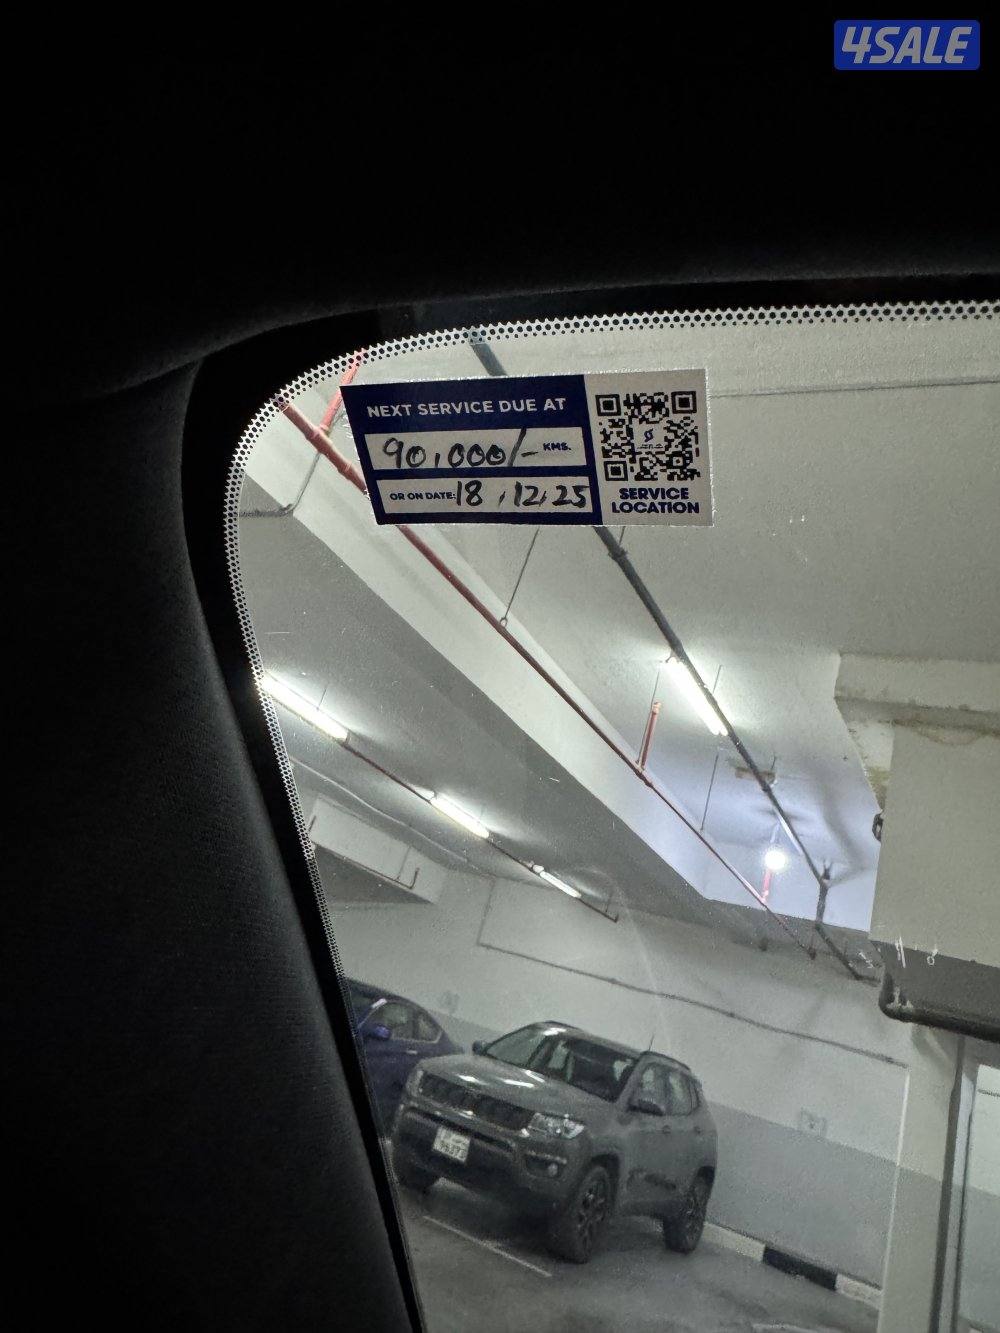 4SALE
NEXT SERVICE DUE AT
90,000/- KMS.
OR ON DATE: 18,12,25
SERVICE
LOCATION